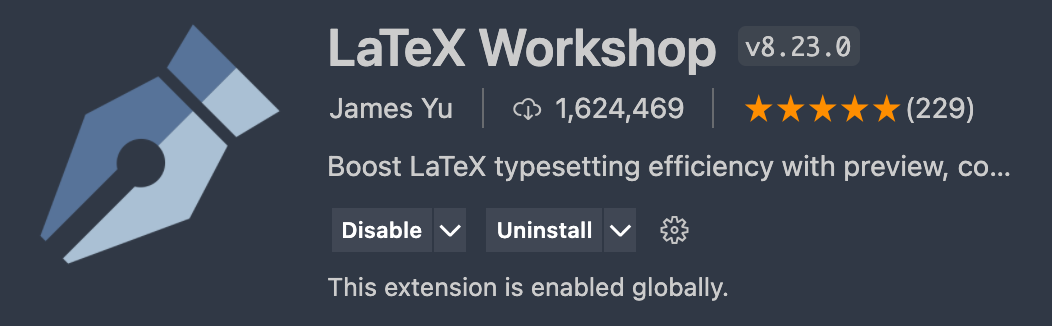 LaTeX Workshop v8.23.0
James Yu 1,624,469 ★★★★★(229)
Boost LaTeX typesetting efficiency with preview, co...
Disable Uninstall
This extension is enabled globally.